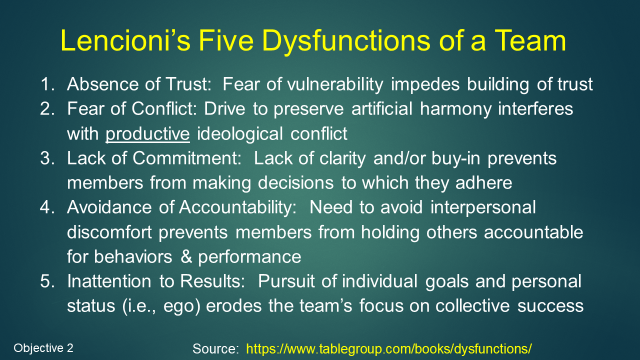 Lencioni's Five Dysfunctions of a Team
1. Absence of Trust: Fear of vulnerability impedes building of trust
2. Fear of Conflict: Drive to preserve artificial harmony interferes
with productive ideological conflict
3. Lack of Commitment: Lack of clarity and/or buy-in prevents
members from making decisions to which they adhere
4. Avoidance of Accountability: Need to avoid interpersonal
discomfort prevents members from holding others accountable
for behaviors & performance
5. Inattention to Results: Pursuit of individual goals and personal
status (i.e., ego) erodes the team's focus on collective success
Objective 2
Source: https://www.tablegroup.com/books/dysfunctions/